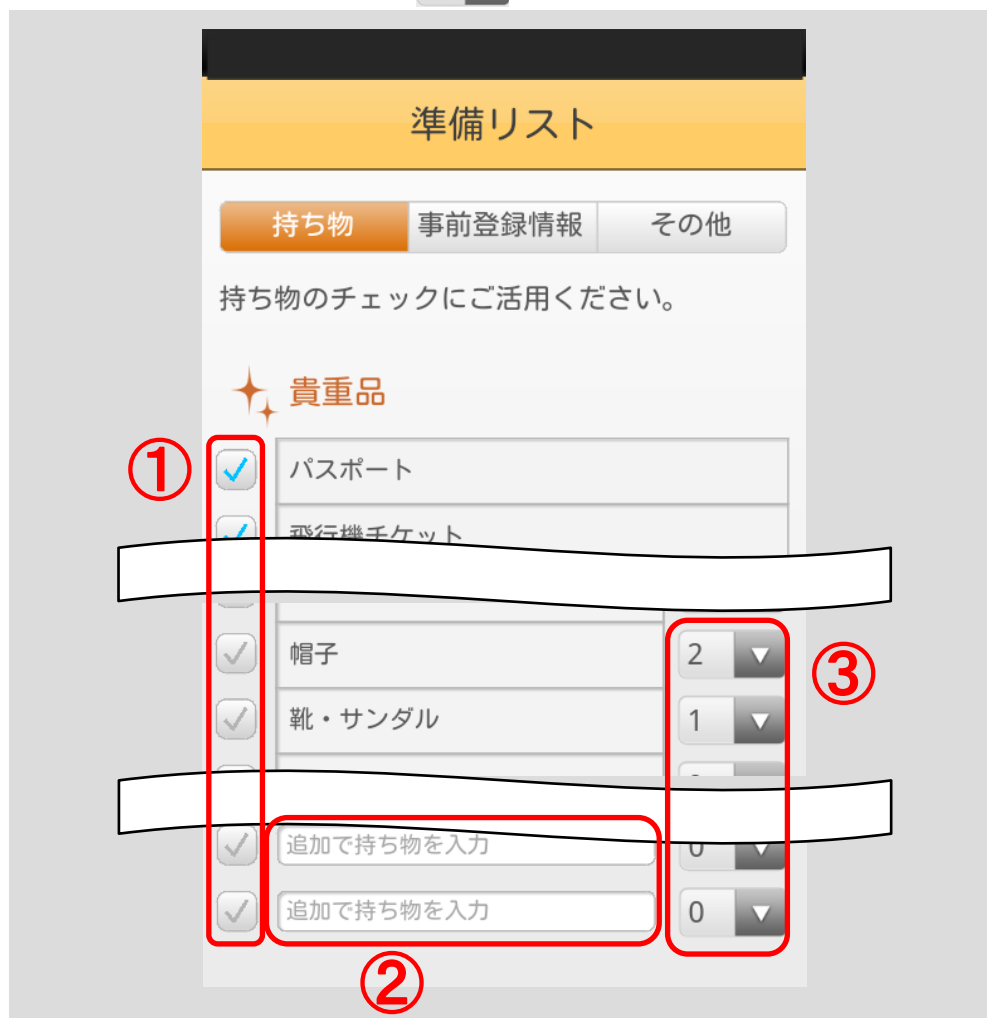 準備リスト
持ち物 事前登録情報 その他
持ち物のチェックにご活用ください。
貴重品
①
パスポート
飛行機チケット
帽子 2
③
靴・サンダル 1
追加で持ち物を入力 0
追加で持ち物を入力 0
②